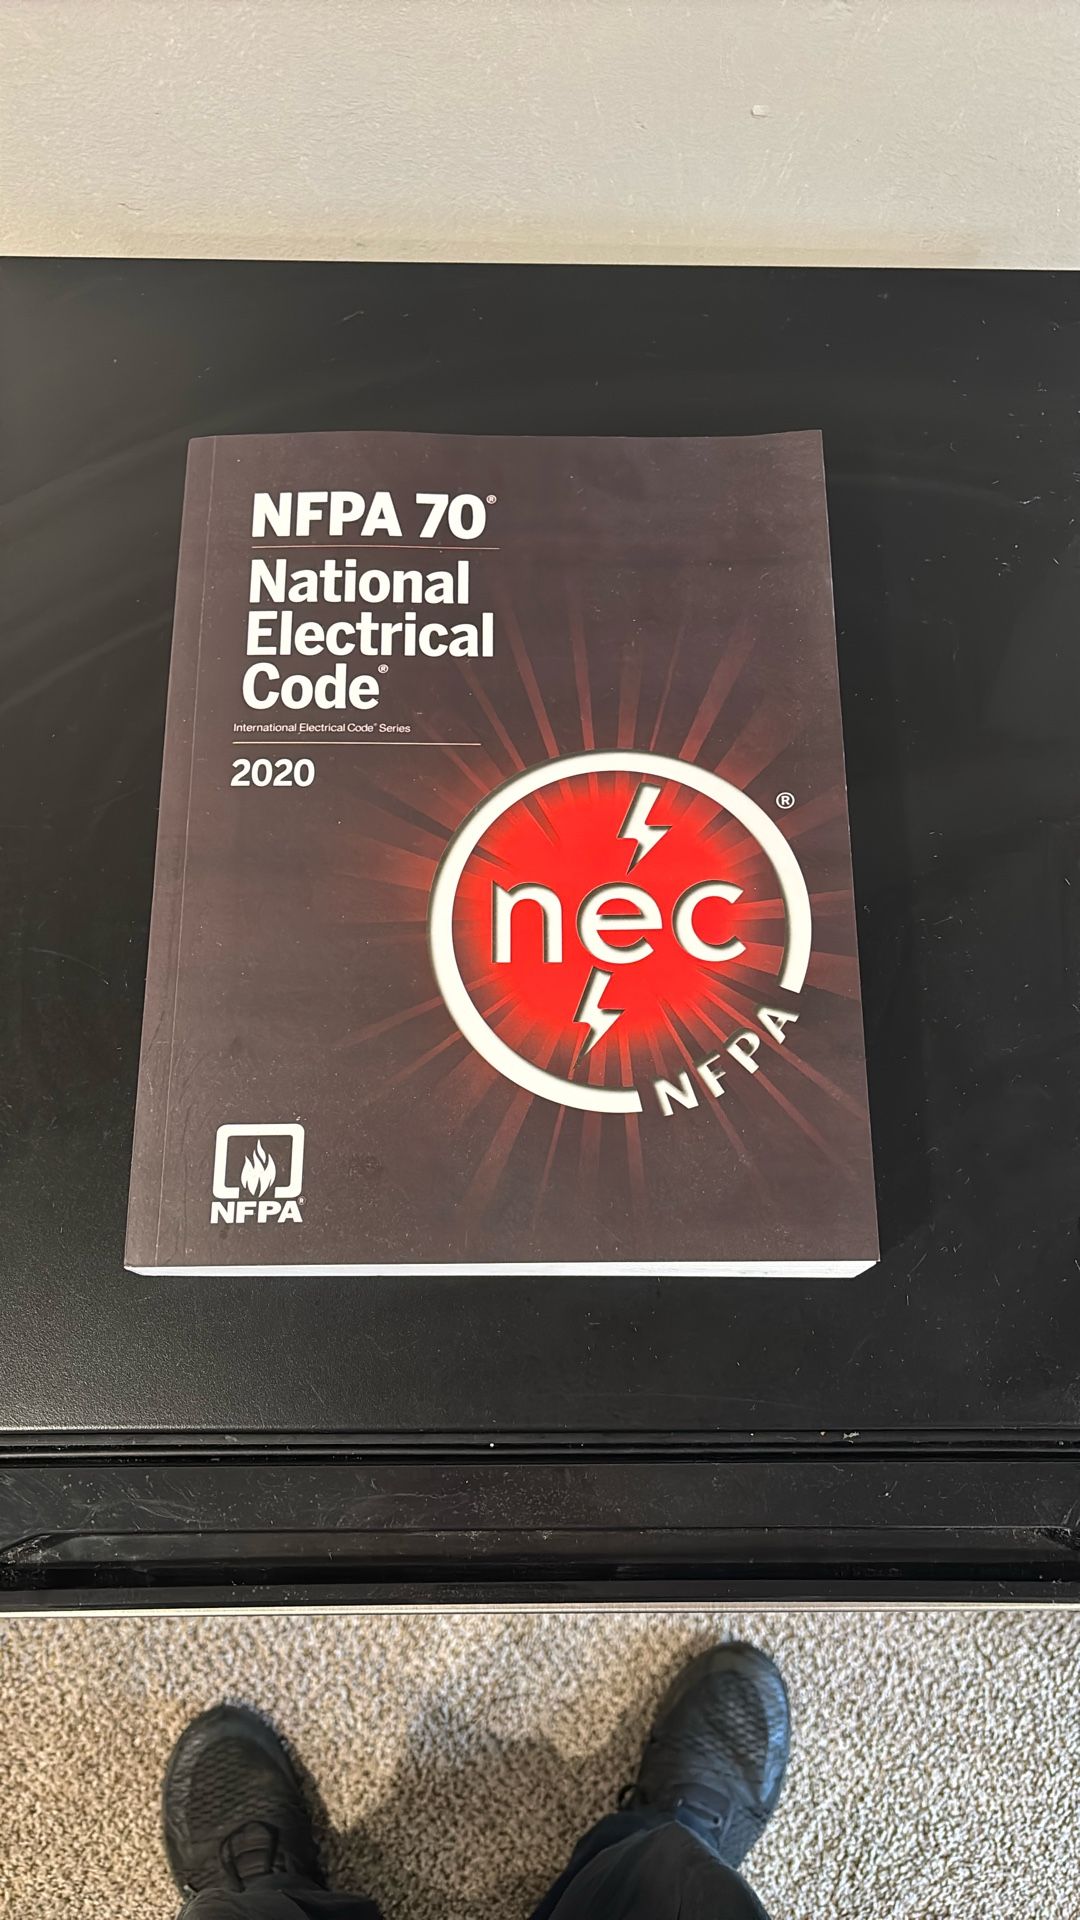 NFPA 70®
National
Electrical
Code®
International Electrical Code® Series
2020
®
nec
NFPA
NFPA®